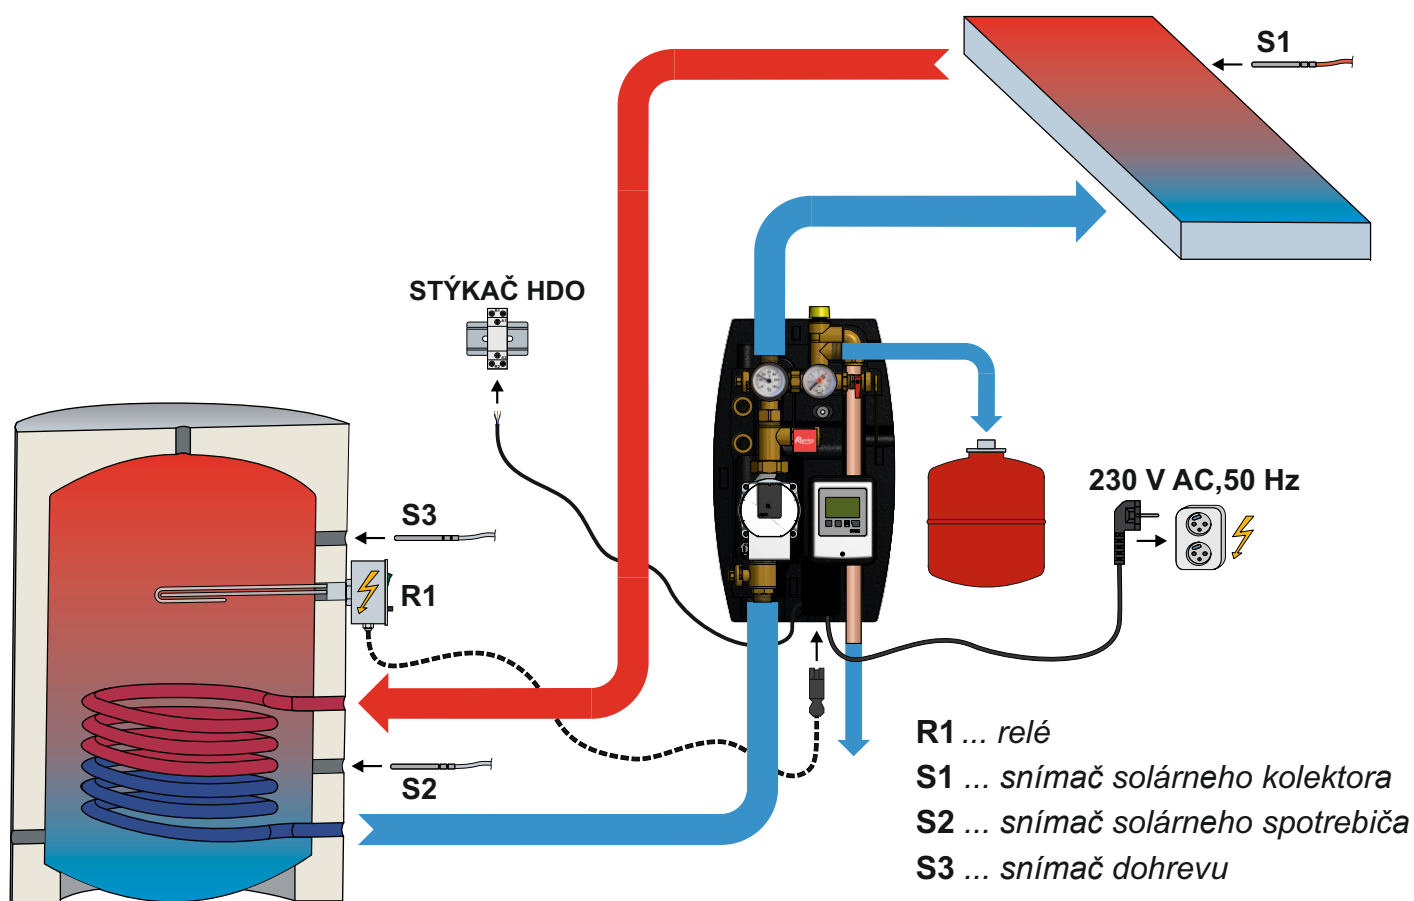 S1
STÝKAČ HDO
230 V AC,50 Hz
S3
R1
S2
R1 ... relé
S1 ... snímač solárneho kolektora
S2 ... snímač solárneho spotrebiča
S3 ... snímač dohrevu